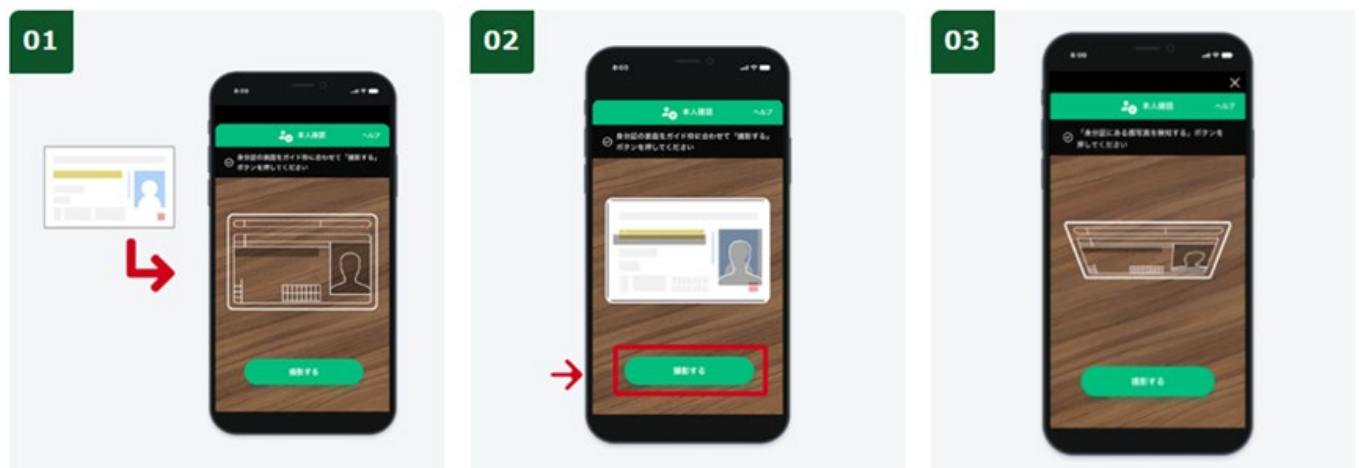 01
8:00
本人確認
ヘルプ
身分証の表面をガイド枠に合わせて「撮影する」
ボタンを押してください
撮影する
02
8:00
本人確認
ヘルプ
身分証の表面をガイド枠に合わせて「撮影する」
ボタンを押してください
撮影する
03
8:00
本人確認
ヘルプ
「身分証にある顔写真を検知する」ボタンを
押してください
撮影する